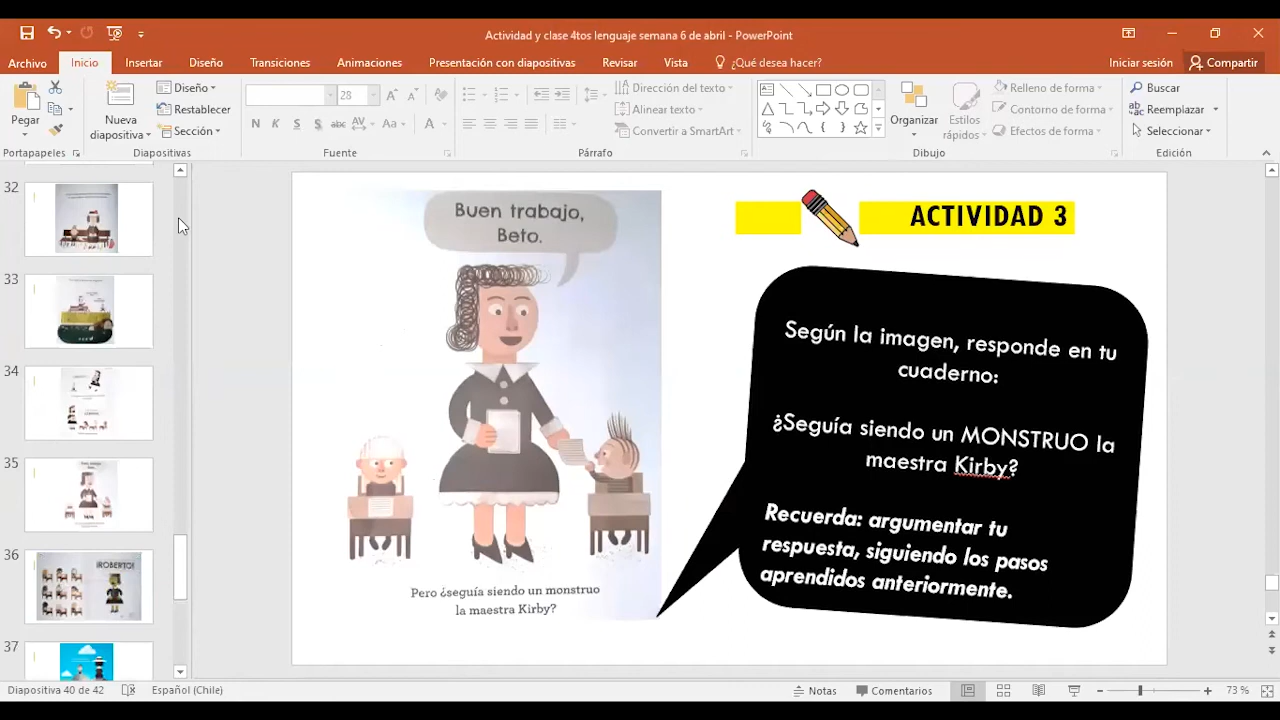 Actividad y clase 4tos lenguaje semana 6 de abril - PowerPoint
Archivo Inicio Insertar Diseño Transiciones Animaciones Presentación con diapositivas Revisar Vista ¿Qué desea hacer? Iniciar sesión Compartir
Pegar
Nueva diapositiva
Diseño
Restablecer
Sección
28
N K S S abc AV Aa A
Dirección del texto
Alinear texto
Convertir a SmartArt
Organizar
Estilos rápidos
Relleno de forma
Contorno de forma
Efectos de forma
Buscar
Reemplazar
Seleccionar
Portapapeles Diapositivas Fuente Párrafo Dibujo Edición
32
33
34
35
36
¡ROBERTO!
37
Buen trabajo,
Beto.
Pero ¿seguía siendo un monstruo
la maestra Kirby?
ACTIVIDAD 3
Según la imagen, responde en tu
cuaderno:
¿Seguía siendo un MONSTRUO la
maestra Kirby?
Recuerda: argumentar tu
respuesta, siguiendo los pasos
aprendidos anteriormente.
Diapositiva 40 de 42 Español (Chile) Notas Comentarios 73 %